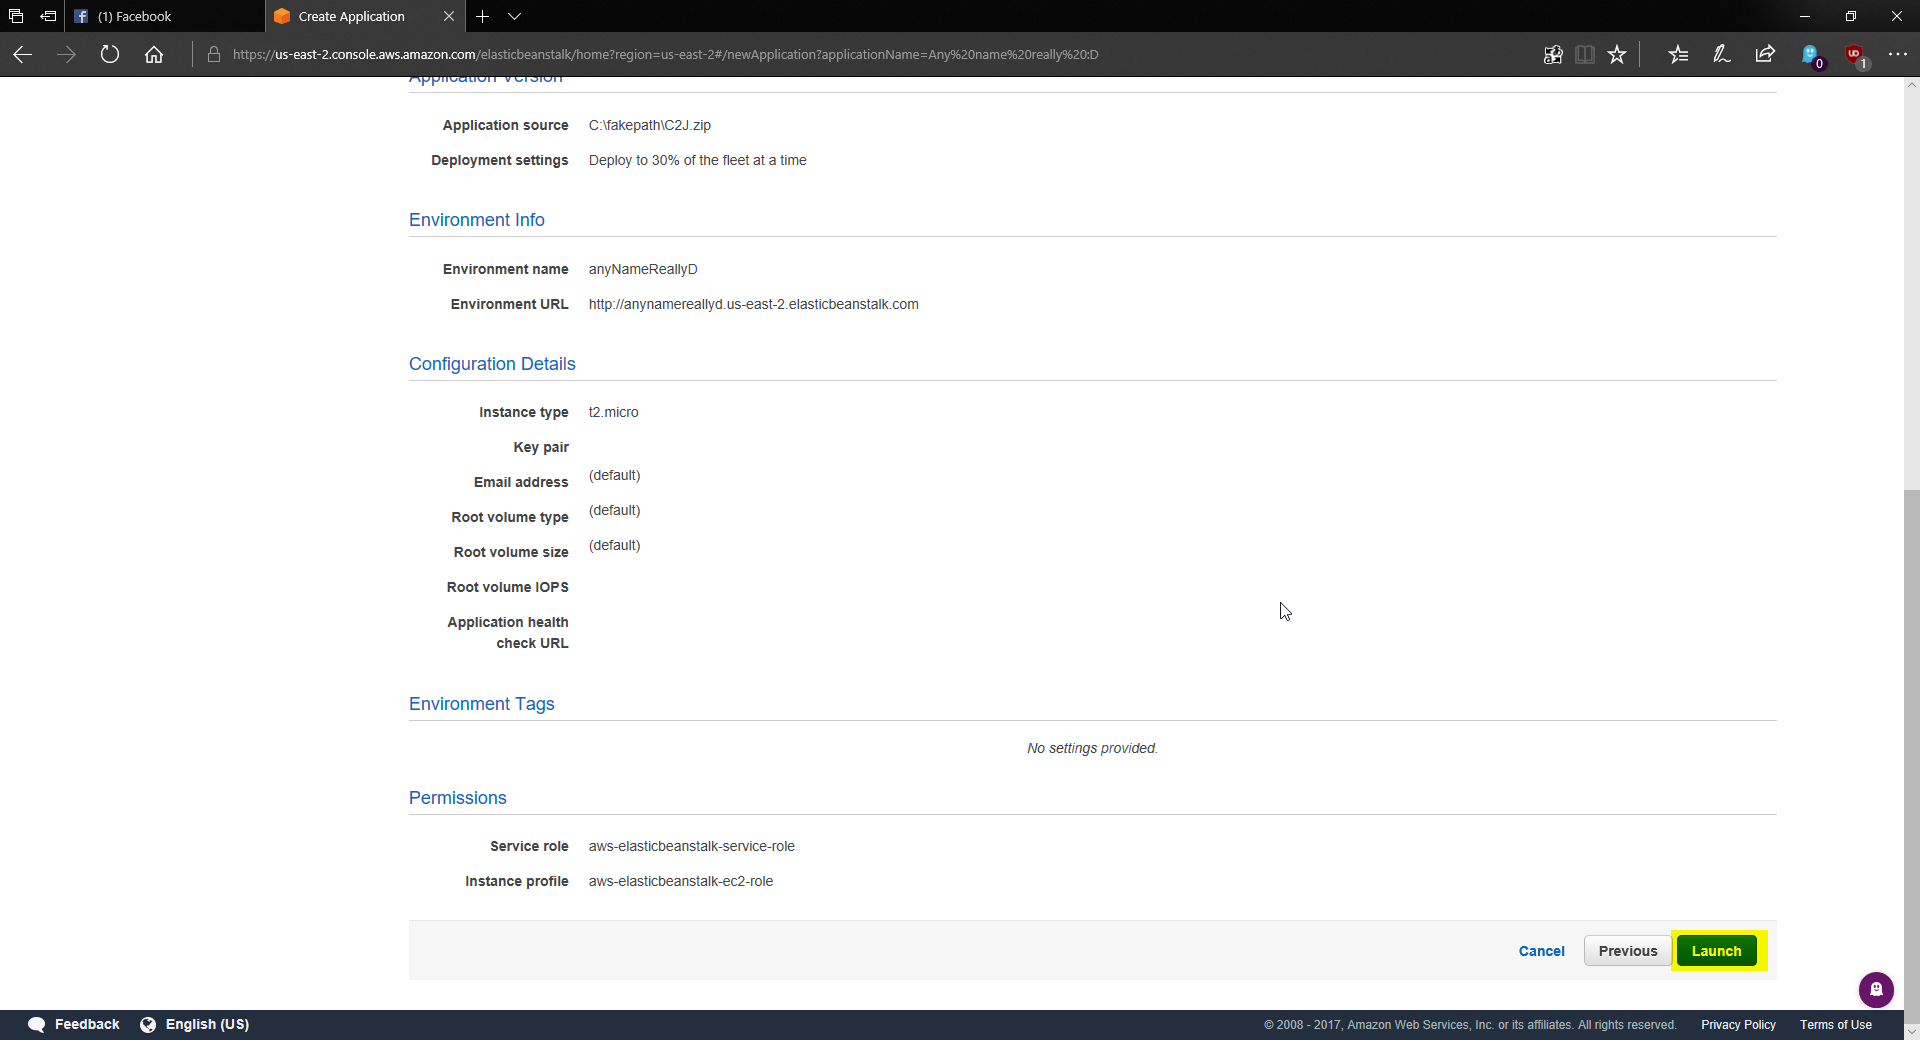 (1) Facebook
Create Application
https://us-east-2.console.aws.amazon.com/elasticbeanstalk/home?region=us-east-2#/newApplication?applicationName=Any%20name%20really%20:D
0
UD
1
Application Version
Application source C:\fakepath\C2J.zip
Deployment settings Deploy to 30% of the fleet at a time
Environment Info
Environment name anyNameReallyD
Environment URL http://anynamereallyd.us-east-2.elasticbeanstalk.com
Configuration Details
Instance type t2.micro
Key pair
Email address (default)
Root volume type (default)
Root volume size (default)
Root volume IOPS
Application health
check URL
Environment Tags
No settings provided.
Permissions
Service role aws-elasticbeanstalk-service-role
Instance profile aws-elasticbeanstalk-ec2-role
Cancel Previous Launch
Feedback English (US) © 2008 - 2017, Amazon Web Services, Inc. or its affiliates. All rights reserved. Privacy Policy Terms of Use